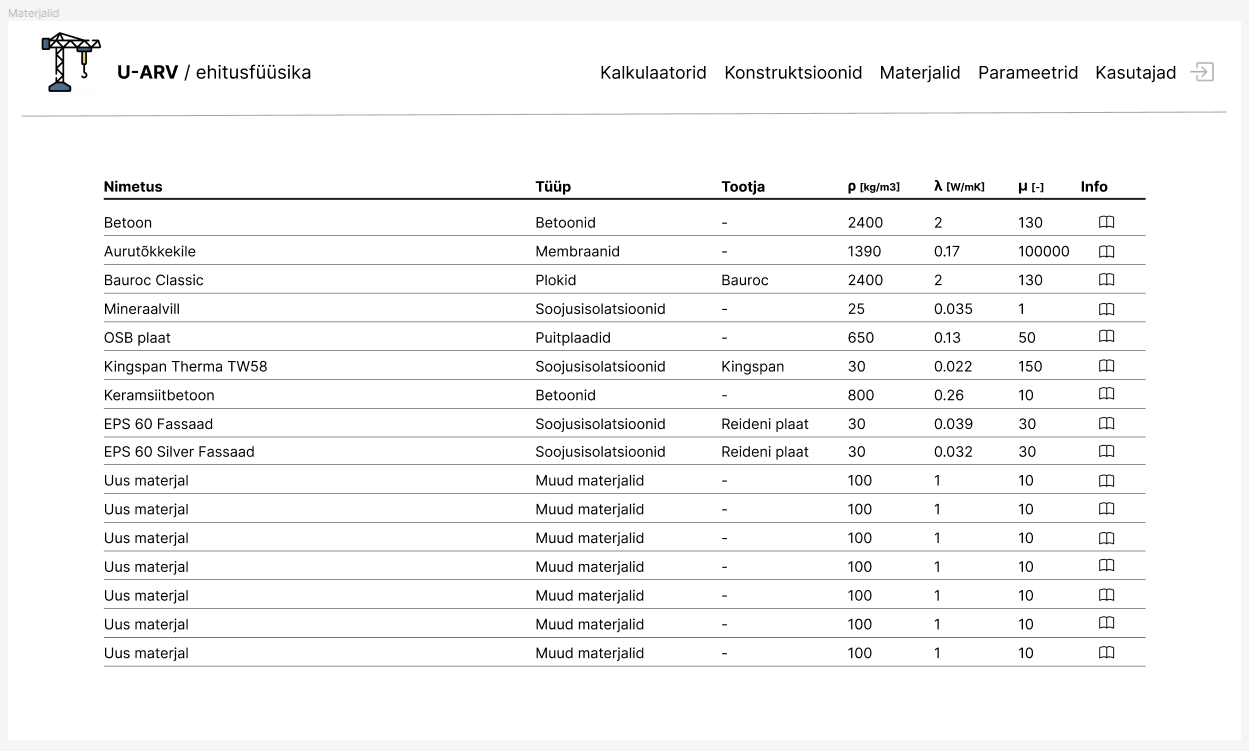 Materjalid
U-ARV / ehitusfüüsika
Kalkulaatorid Konstruktsioonid Materjalid Parameetrid Kasutajad
Nimetus Tüüp Tootja ρ [kg/m3] λ [W/mK] μ [-] Info
Betoon Betoonid - 2400 2 130
Aurutõkkekile Membraanid - 1390 0.17 100000
Bauroc Classic Plokid Bauroc 2400 2 130
Mineraalvill Soojusisolatsioonid - 25 0.035 1
OSB plaat Puitplaadid - 650 0.13 50
Kingspan Therma TW58 Soojusisolatsioonid Kingspan 30 0.022 150
Keramsiitbetoon Betoonid - 800 0.26 10
EPS 60 Fassaad Soojusisolatsioonid Reideni plaat 30 0.039 30
EPS 60 Silver Fassaad Soojusisolatsioonid Reideni plaat 30 0.032 30
Uus materjal Muud materjalid - 100 1 10
Uus materjal Muud materjalid - 100 1 10
Uus materjal Muud materjalid - 100 1 10
Uus materjal Muud materjalid - 100 1 10
Uus materjal Muud materjalid - 100 1 10
Uus materjal Muud materjalid - 100 1 10
Uus materjal Muud materjalid - 100 1 10